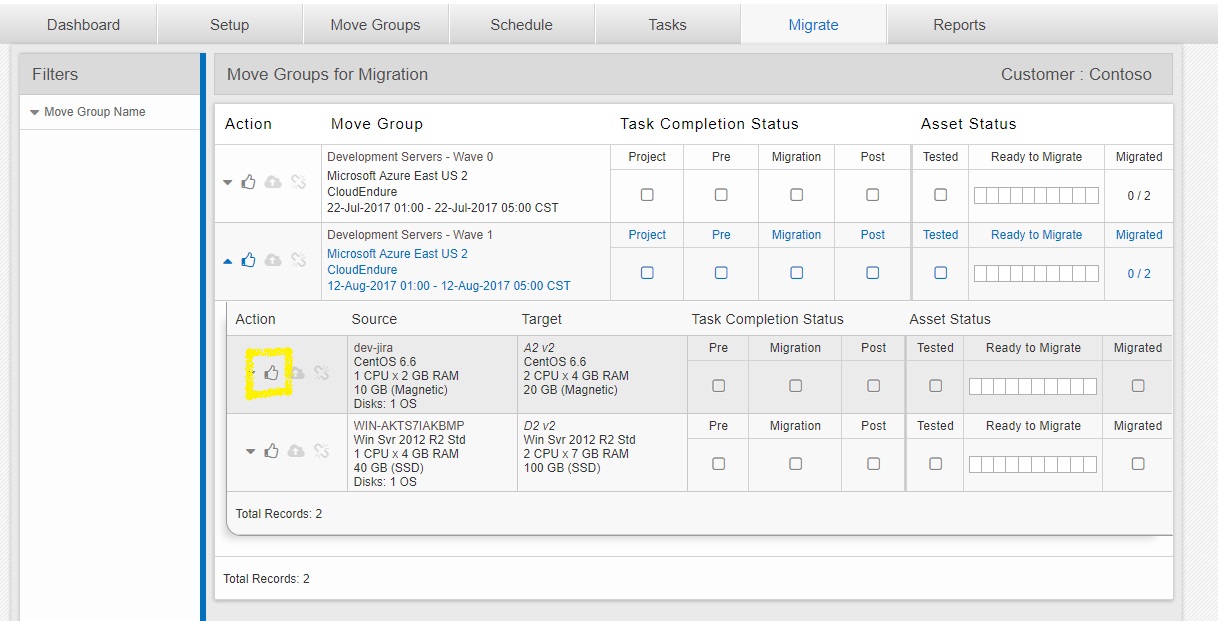 Dashboard Setup Move Groups Schedule Tasks Migrate Reports
Filters
Move Group Name
Move Groups for Migration Customer : Contoso
Action Move Group Task Completion Status Asset Status
Development Servers - Wave 0
Microsoft Azure East US 2
CloudEndure
22-Jul-2017 01:00 - 22-Jul-2017 05:00 CST
Project Pre Migration Post Tested Ready to Migrate Migrated
0 / 2
Development Servers - Wave 1
Microsoft Azure East US 2
CloudEndure
12-Aug-2017 01:00 - 12-Aug-2017 05:00 CST
Project Pre Migration Post Tested Ready to Migrate Migrated
0 / 2
Action Source Target Task Completion Status Asset Status
dev-jira
CentOS 6.6
1 CPU x 2 GB RAM
10 GB (Magnetic)
Disks: 1 OS
A2 v2
CentOS 6.6
2 CPU x 4 GB RAM
20 GB (Magnetic)
Pre Migration Post Tested Ready to Migrate Migrated
WIN-AKTS7IAKBMP
Win Svr 2012 R2 Std
1 CPU x 4 GB RAM
40 GB (SSD)
Disks: 1 OS
D2 v2
Win Svr 2012 R2 Std
2 CPU x 7 GB RAM
100 GB (SSD)
Pre Migration Post Tested Ready to Migrate Migrated
Total Records: 2
Total Records: 2